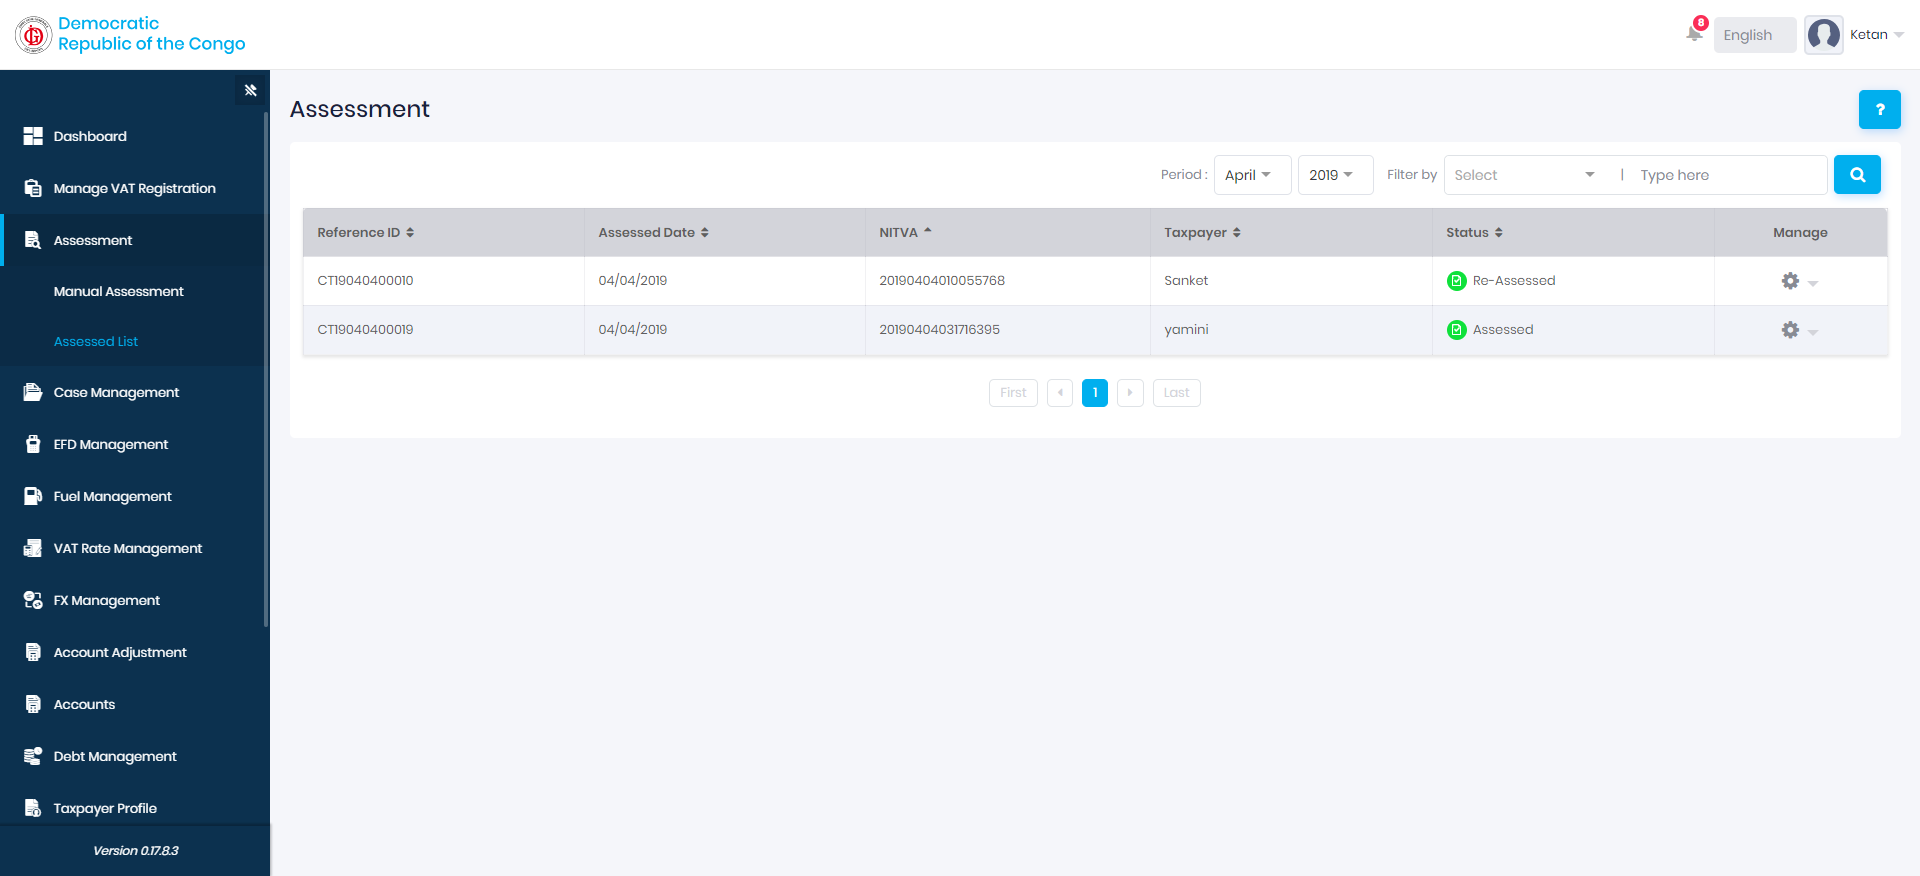 Democratic
Republic of the Congo
8
English
Ketan
Dashboard
Manage VAT Registration
Assessment
Manual Assessment
Assessed List
Case Management
EFD Management
Fuel Management
VAT Rate Management
FX Management
Account Adjustment
Accounts
Debt Management
Taxpayer Profile
Version 0.17.8.3
Assessment
?
Period : April 2019 Filter by Select | Type here
Reference ID Assessed Date NITVA Taxpayer Status Manage
CT19040400010 04/04/2019 20190404010055768 Sanket Re-Assessed
CT19040400019 04/04/2019 20190404031716395 yamini Assessed
First 1 Last